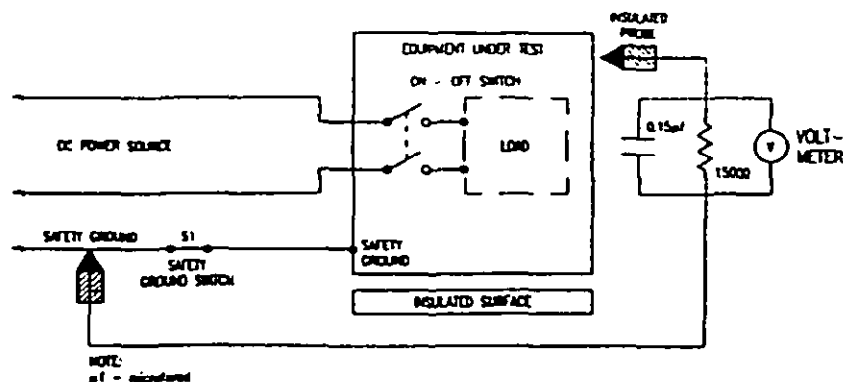 INSULATED
PROBE
EQUIPMENT UNDER TEST
ON - OFF SWITCH
DC POWER SOURCE
LOAD
0.15µf
1500Ω
V
VOLT-
METER
SAFETY GROUND
S1
SAFETY
GROUND SWITCH
SAFETY
GROUND
INSULATED SURFACE
NOTE:
µf - microfarad